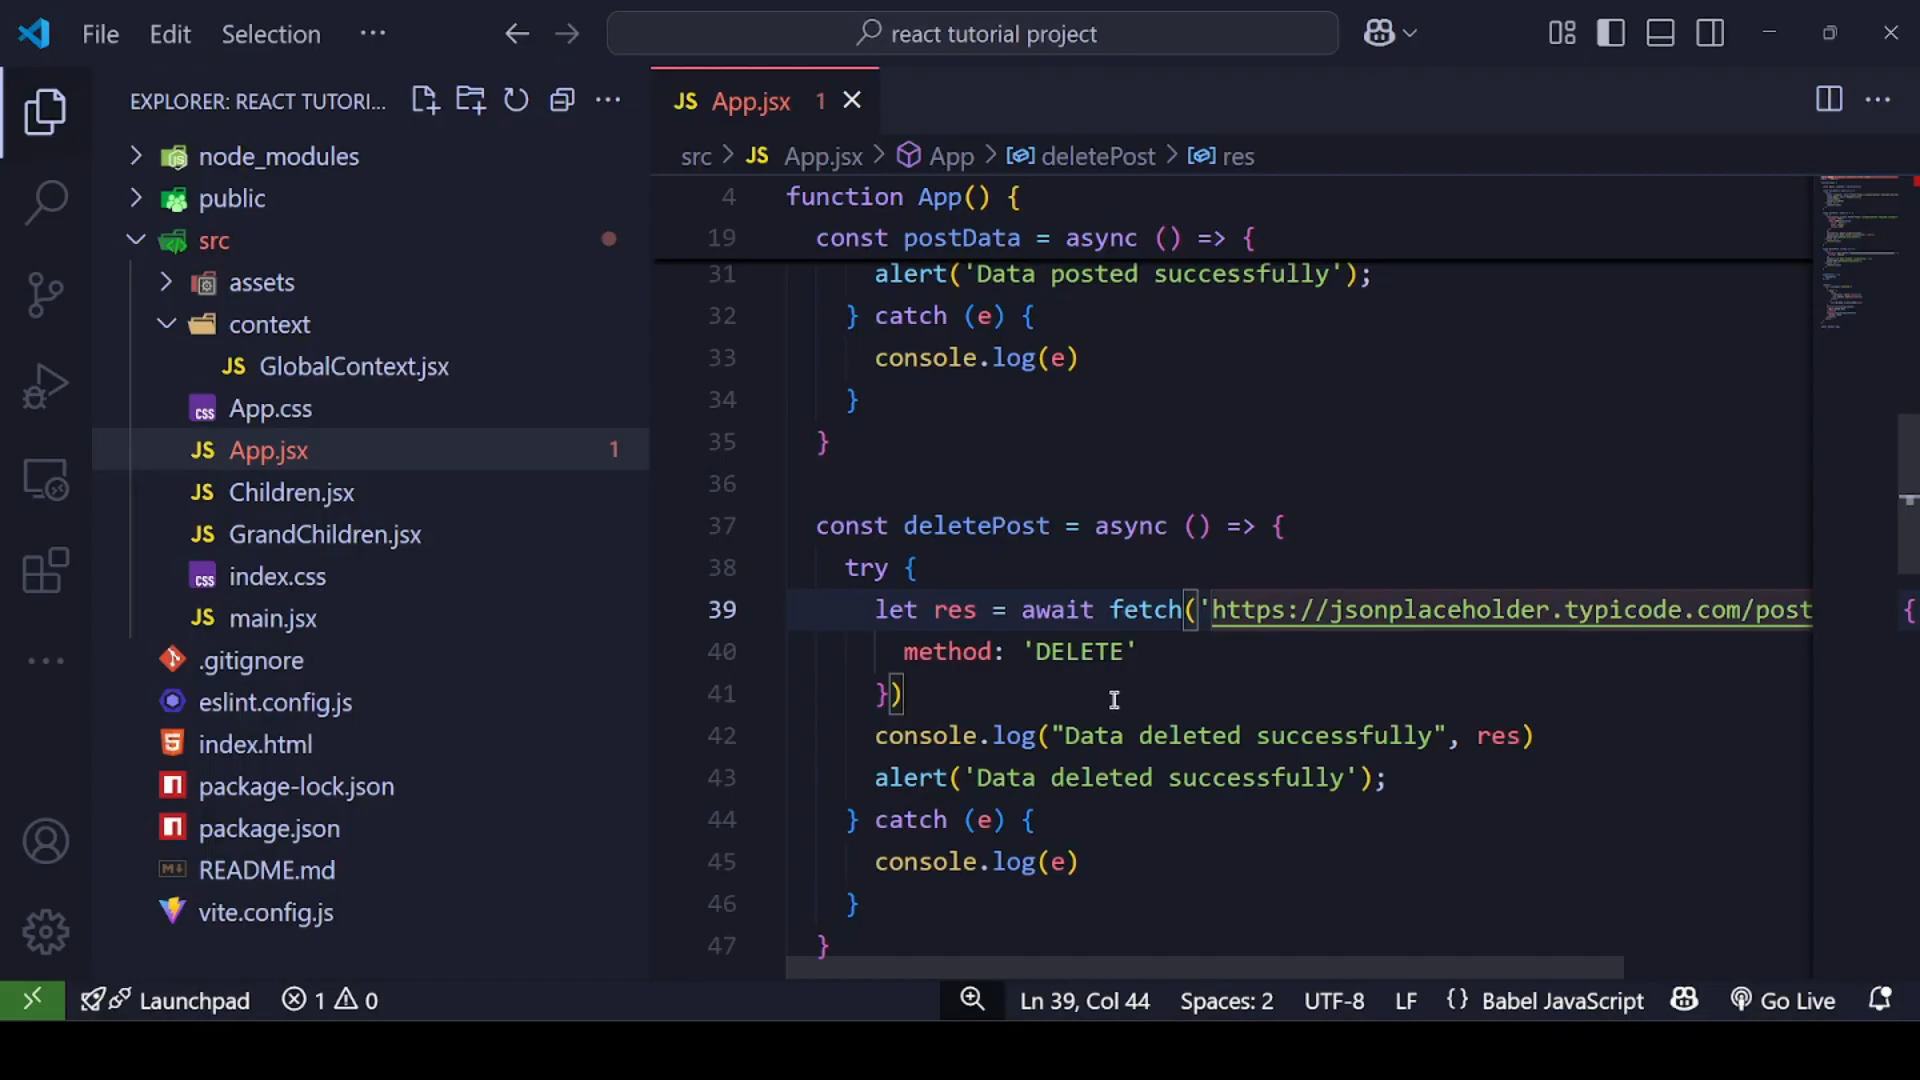 File Edit Selection ··· react tutorial project
EXPLORER: REACT TUTORI...
node_modules
public
src
assets
context
JS GlobalContext.jsx
css App.css
JS App.jsx 1
JS Children.jsx
JS GrandChildren.jsx
css index.css
JS main.jsx
.gitignore
eslint.config.js
index.html
package-lock.json
package.json
README.md
vite.config.js
JS App.jsx 1
src > JS App.jsx > App > deletePost > res
4 function App() {
19 const postData = async () => {
31 alert('Data posted successfully');
32 } catch (e) {
33 console.log(e)
34 }
35 }
36
37 const deletePost = async () => {
38 try {
39 let res = await fetch('https://jsonplaceholder.typicode.com/post
40 method: 'DELETE'
41 })
42 console.log("Data deleted successfully", res)
43 alert('Data deleted successfully');
44 } catch (e) {
45 console.log(e)
46 }
47 }
Launchpad 1 0 Ln 39, Col 44 Spaces: 2 UTF-8 LF {} Babel JavaScript Go Live